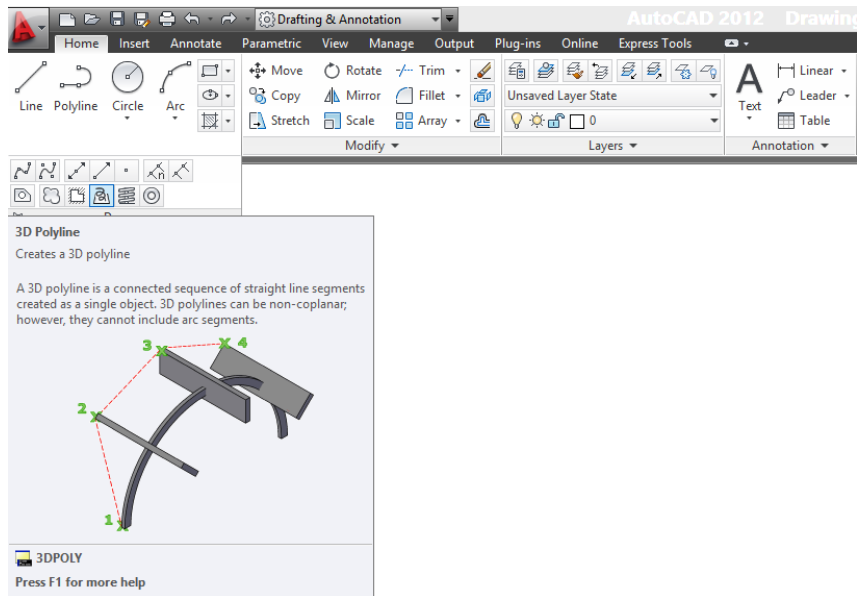 Drafting & Annotation
AutoCAD 2012 Drawing
Home Insert Annotate Parametric View Manage Output Plug-ins Online Express Tools
Move Rotate Trim
Unsaved Layer State
Linear
Line Polyline Circle Arc
Copy Mirror Fillet
Text
Leader
Stretch Scale Array
0
Table
Modify
Layers
Annotation
3D Polyline
Creates a 3D polyline
A 3D polyline is a connected sequence of straight line segments
created as a single object. 3D polylines can be non-coplanar;
however, they cannot include arc segments.
3 4
2
1
3DPOLY
Press F1 for more help